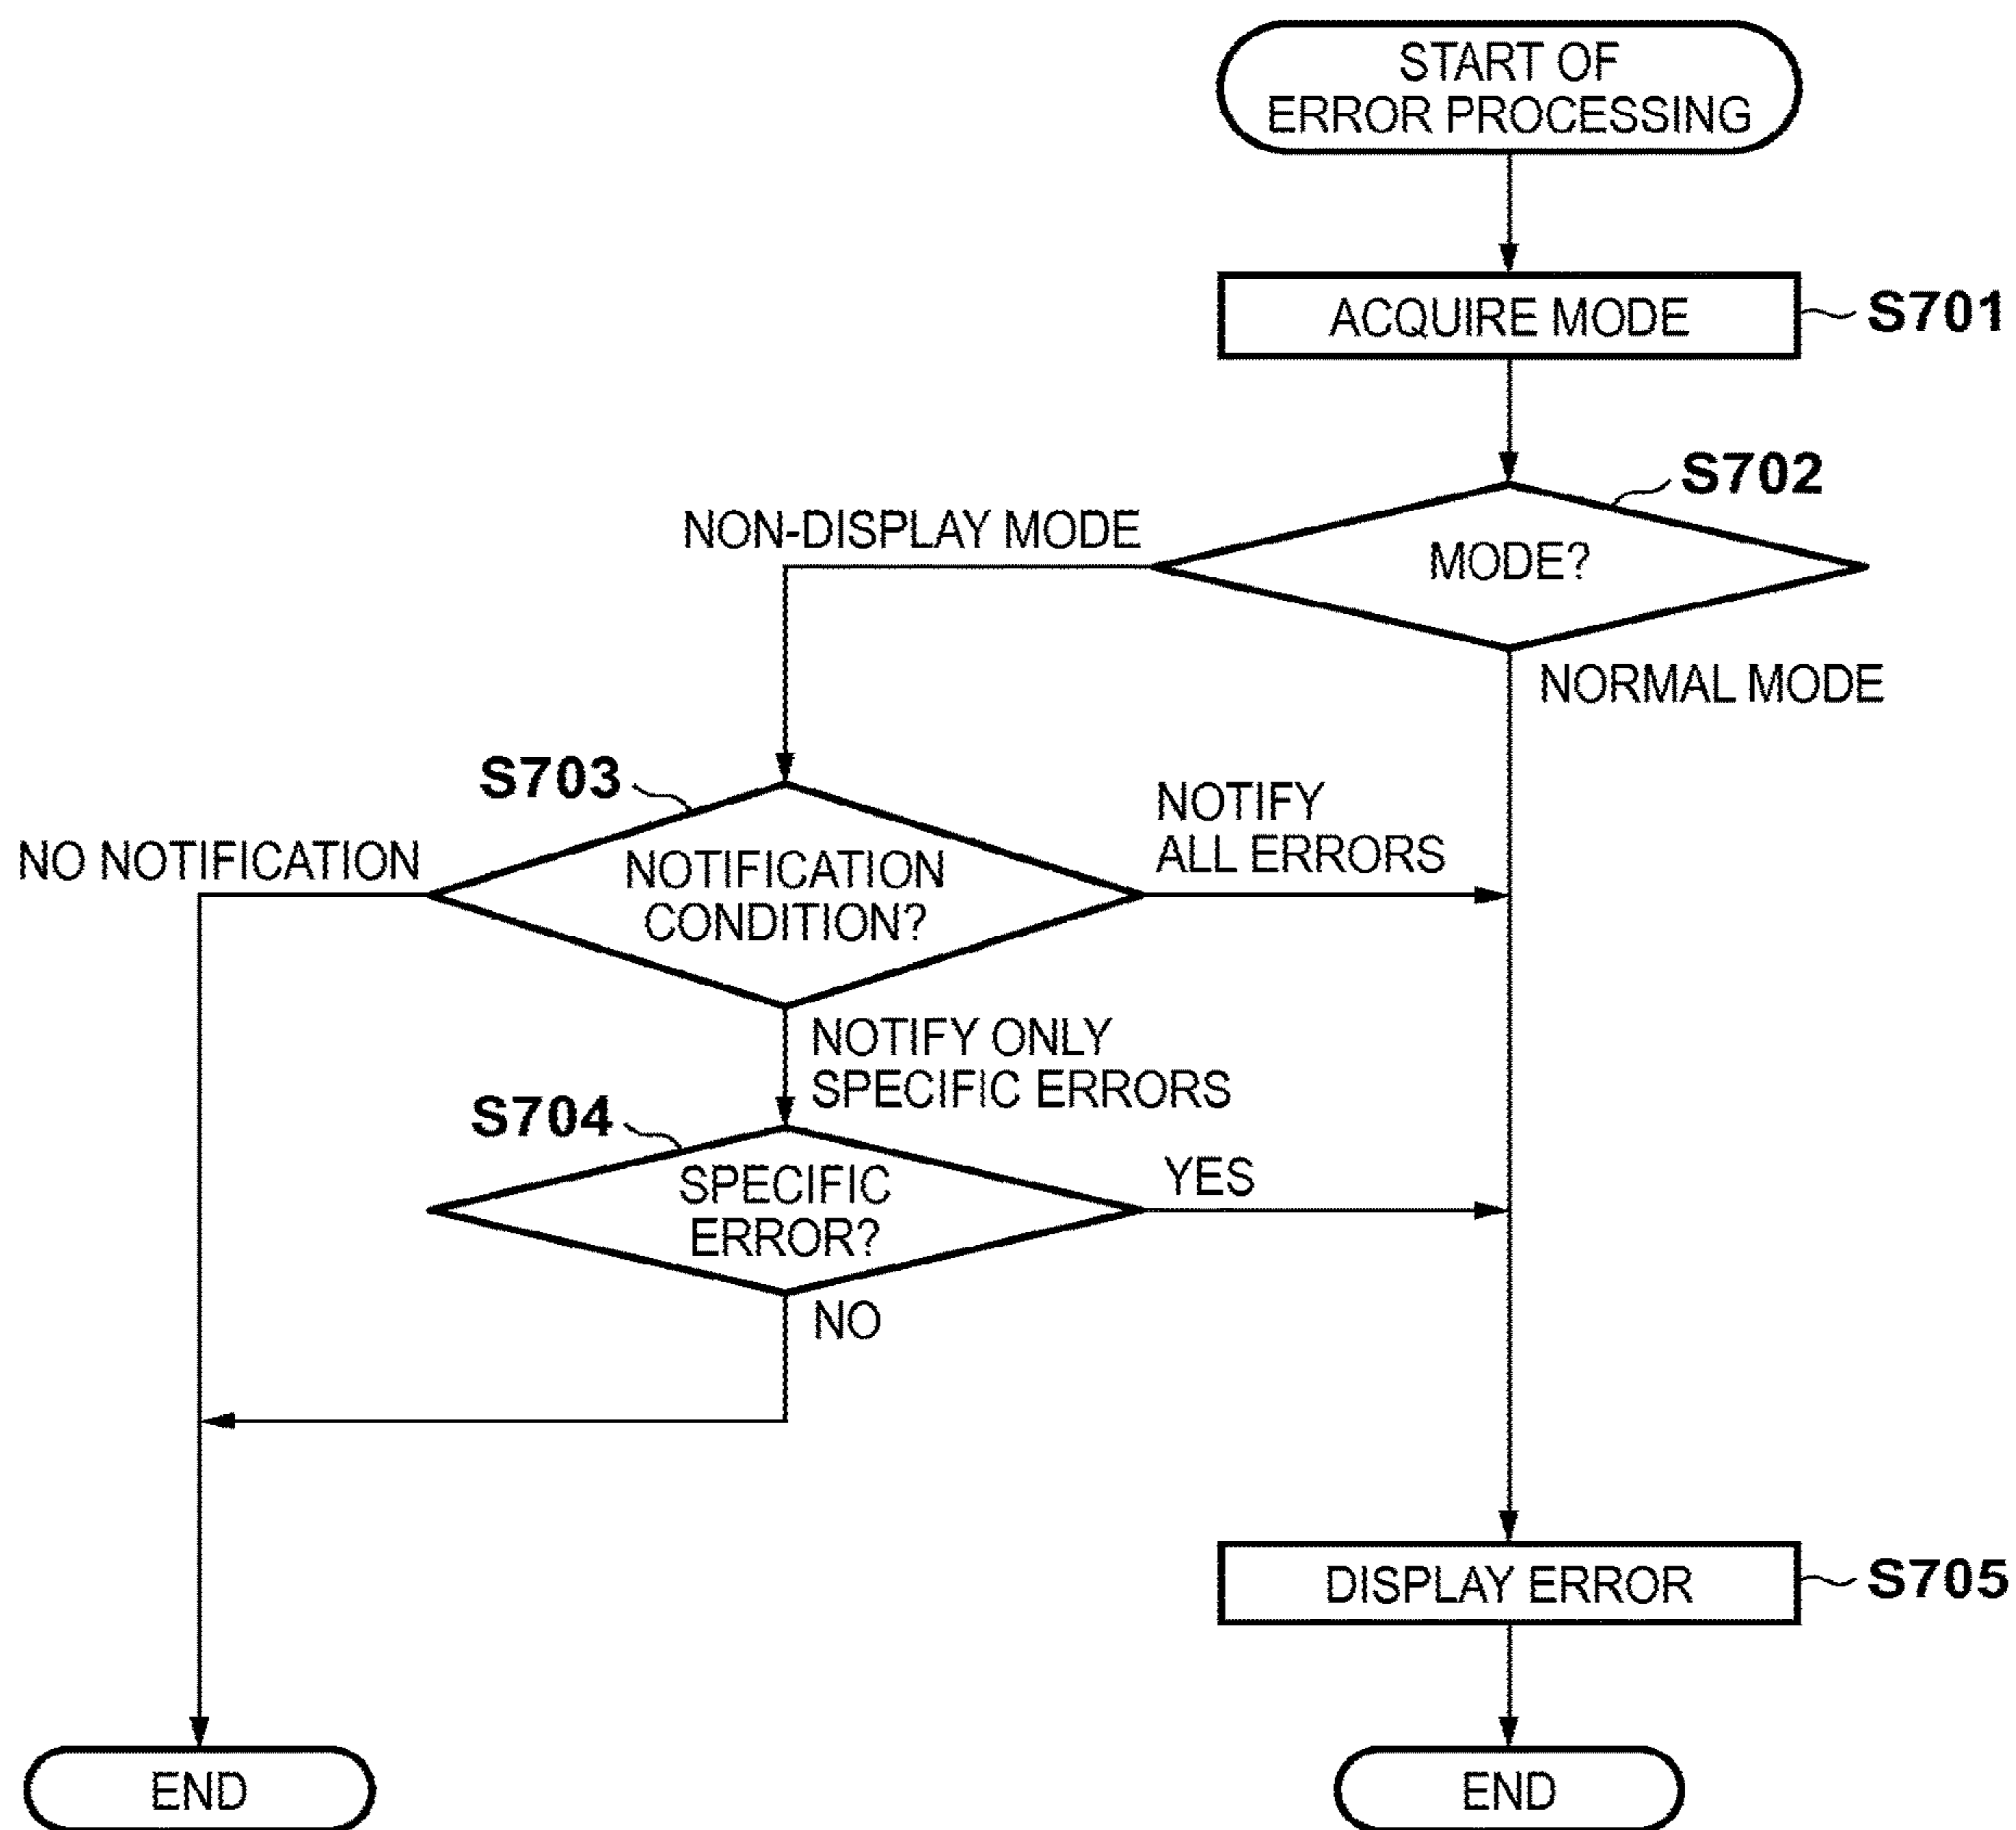 START OF
ERROR PROCESSING
ACQUIRE MODE
S701
S702
MODE?
NON-DISPLAY MODE
NORMAL MODE
S703
NOTIFICATION
CONDITION?
NO NOTIFICATION
NOTIFY
ALL ERRORS
NOTIFY ONLY
SPECIFIC ERRORS
S704
SPECIFIC
ERROR?
YES
NO
DISPLAY ERROR
S705
END
END